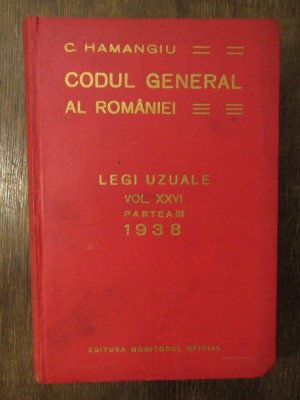 C. HAMANGIU
CODUL GENERAL
AL ROMÂNIEI
LEGI UZUALE
VOL. XXVI
PARTEA III
1938
EDITURA MONITORUL OFICIAL